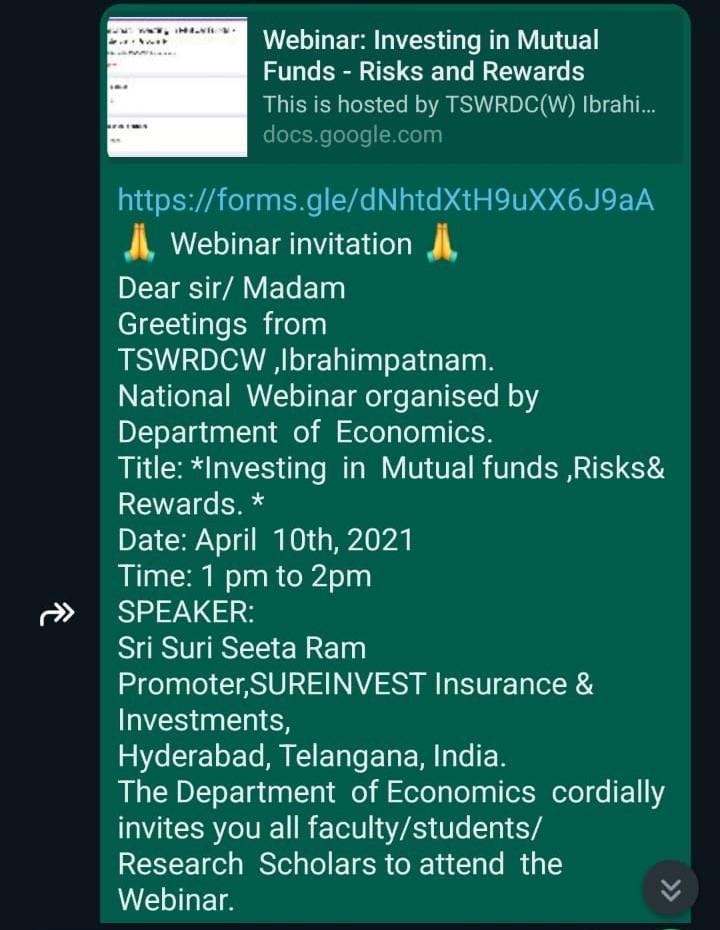 Webinar: Investing in Mutual
Funds - Risks and Rewards
This is hosted by TSWRDC(W) Ibrahi...
docs.google.com
https://forms.gle/dNhtdXtH9uXX6J9aA
🙏 Webinar invitation 🙏
Dear sir/ Madam
Greetings from
TSWRDCW ,Ibrahimpatnam.
National Webinar organised by
Department of Economics.
Title: *Investing in Mutual funds ,Risks&
Rewards. *
Date: April 10th, 2021
Time: 1 pm to 2pm
SPEAKER:
Sri Suri Seeta Ram
Promoter,SUREINVEST Insurance &
Investments,
Hyderabad, Telangana, India.
The Department of Economics cordially
invites you all faculty/students/
Research Scholars to attend the
Webinar.